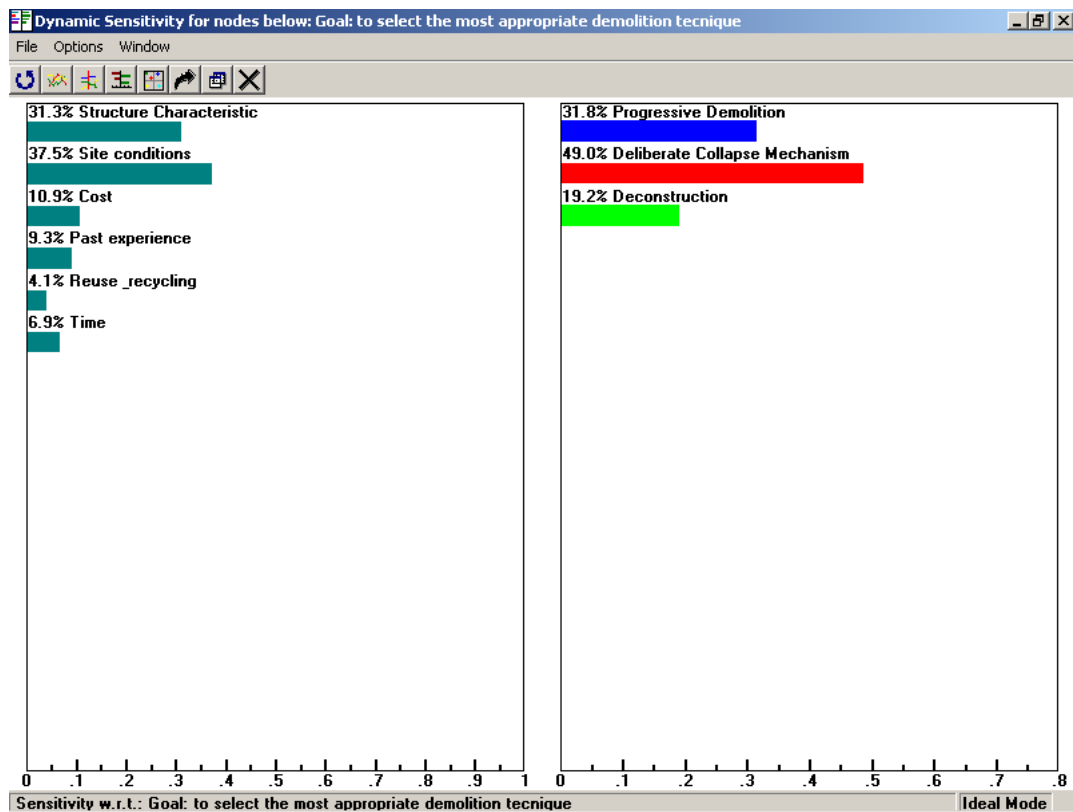 Dynamic Sensitivity for nodes below: Goal: to select the most appropriate demolition tecnique
File Options Window
31.3% Structure Characteristic
37.5% Site conditions
10.9% Cost
9.3% Past experience
4.1% Reuse _recycling
6.9% Time
0 .1 .2 .3 .4 .5 .6 .7 .8 .9 1
31.8% Progressive Demolition
49.0% Deliberate Collapse Mechanism
19.2% Deconstruction
0 .1 .2 .3 .4 .5 .6 .7 .8
Sensitivity w.r.t.: Goal: to select the most appropriate demolition tecnique
Ideal Mode